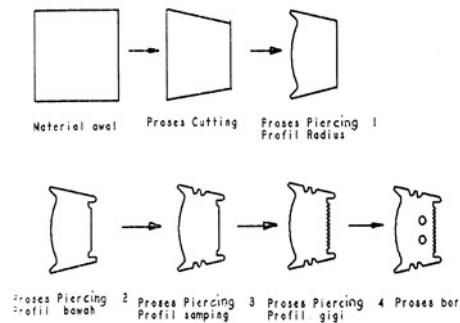 Material awal
Proses Cutting
Proses Piercing 1
Profil Radius
Proses Piercing 2
Profil bawah
Proses Piercing 3
Profil samping
Proses Piercing 4
Profil gigi
Proses bor